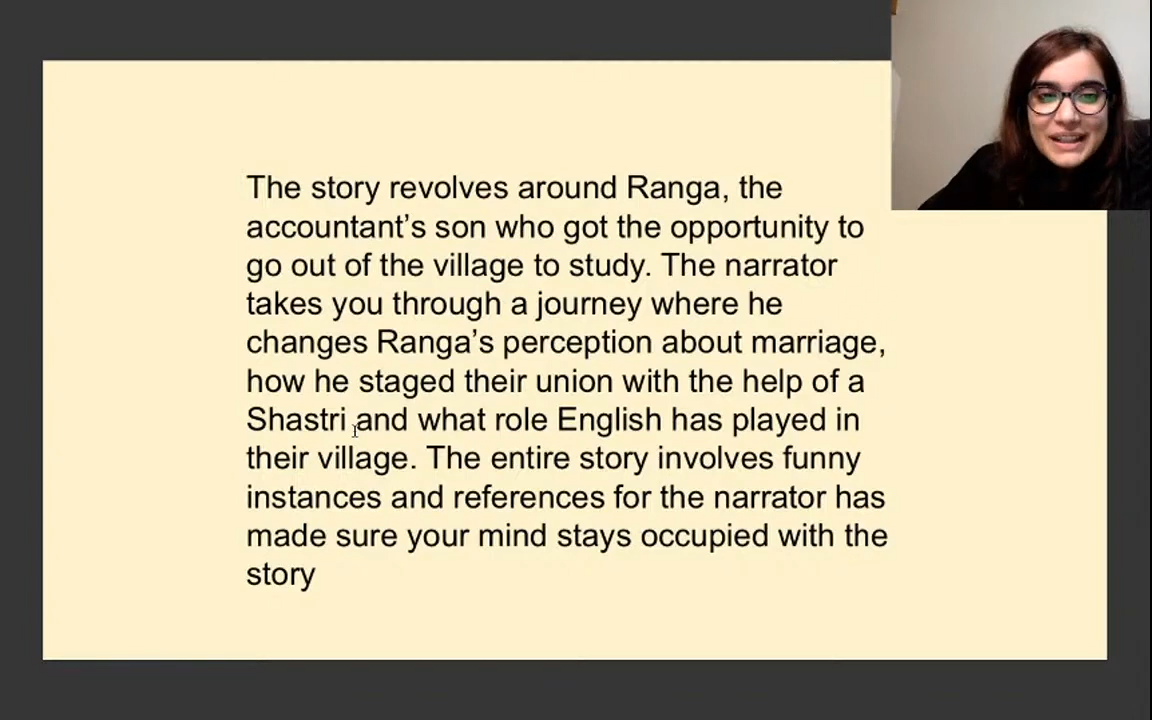 The story revolves around Ranga, the
accountant’s son who got the opportunity to
go out of the village to study. The narrator
takes you through a journey where he
changes Ranga’s perception about marriage,
how he staged their union with the help of a
Shastri and what role English has played in
their village. The entire story involves funny
instances and references for the narrator has
made sure your mind stays occupied with the
story